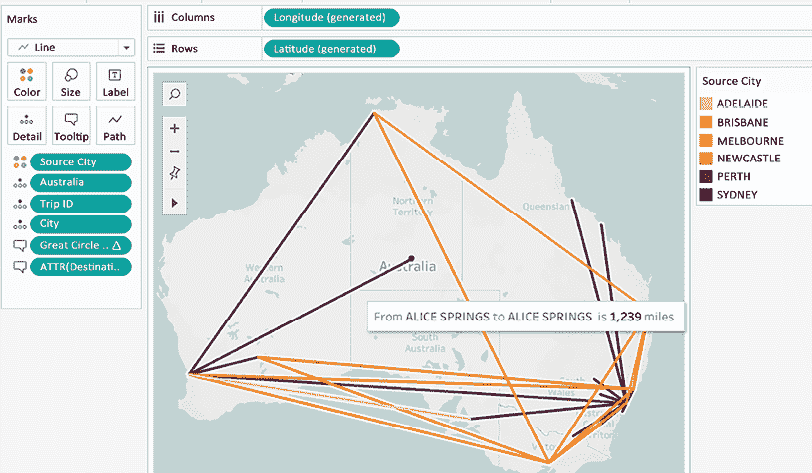 Marks
Line
Color
Size
Label
Detail
Tooltip
Path
Source City
Australia
Trip ID
City
Great Circle ..
ATTR(Destinati..
Columns
Longitude (generated)
Rows
Latitude (generated)
Northern
Territory
Queensland
Western
Australia
Australia
From ALICE SPRINGS to ALICE SPRINGS is 1,239 miles
South
Australia
Wales
Source City
ADELAIDE
BRISBANE
MELBOURNE
NEWCASTLE
PERTH
SYDNEY